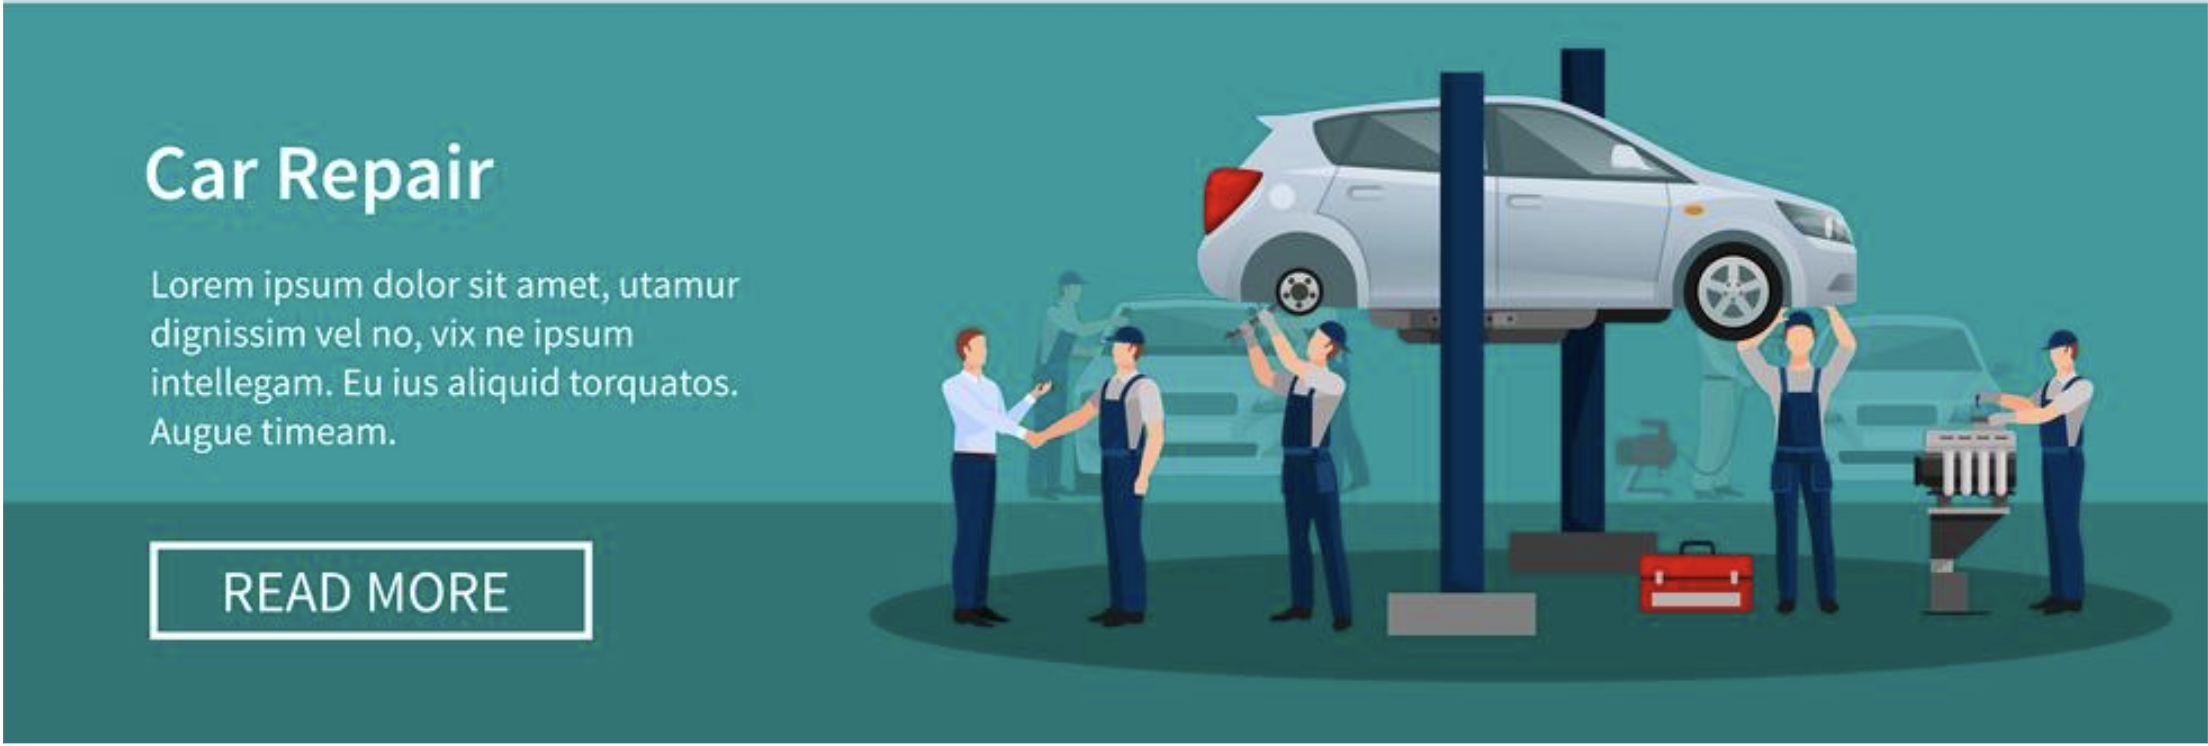 Car Repair
Lorem ipsum dolor sit amet, utamur
dignissim vel no, vix ne ipsum
intellegam. Eu ius aliquid torquatos.
Augue timeam.
READ MORE